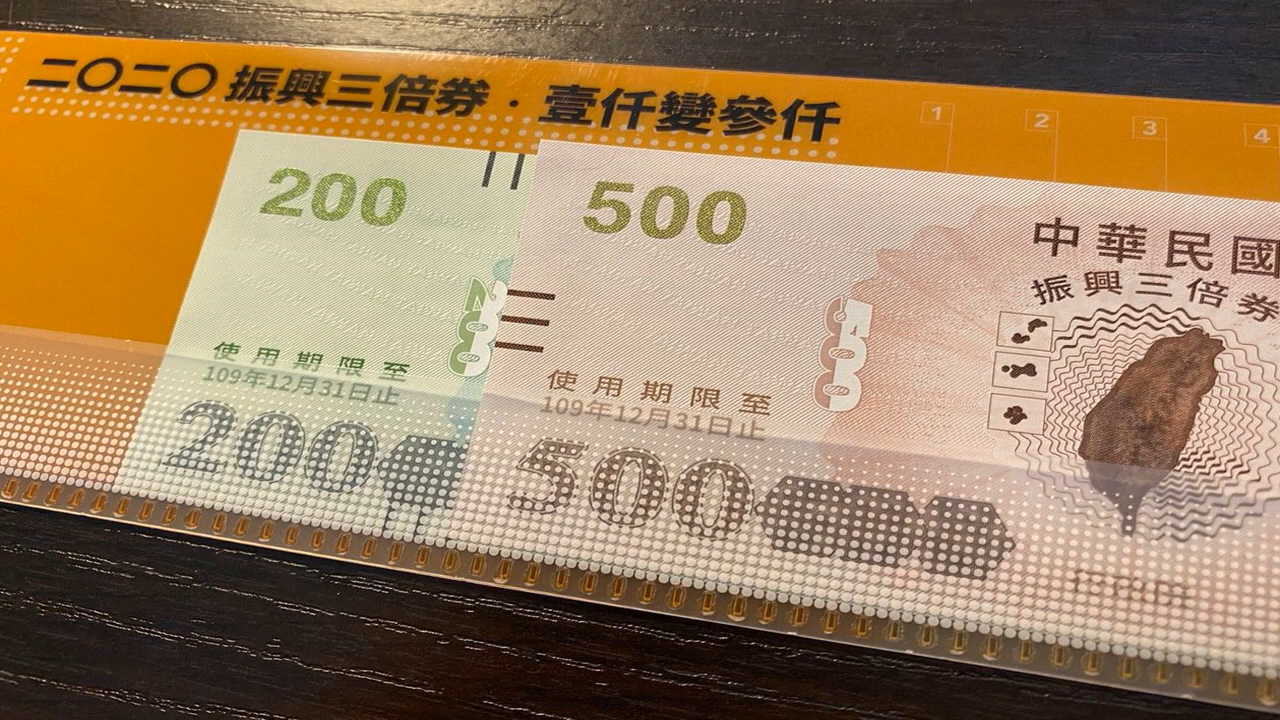 二〇二〇振興三倍券・壹仟變參仟
1 2 3 4
200
200
使用期限至
109年12月31日止
200
500
500
使用期限至
109年12月31日止
500
中華民國
振興三倍券